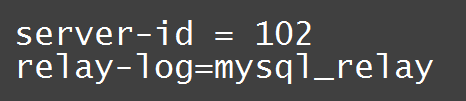 server-id = 102
relay-log=mysql_relay